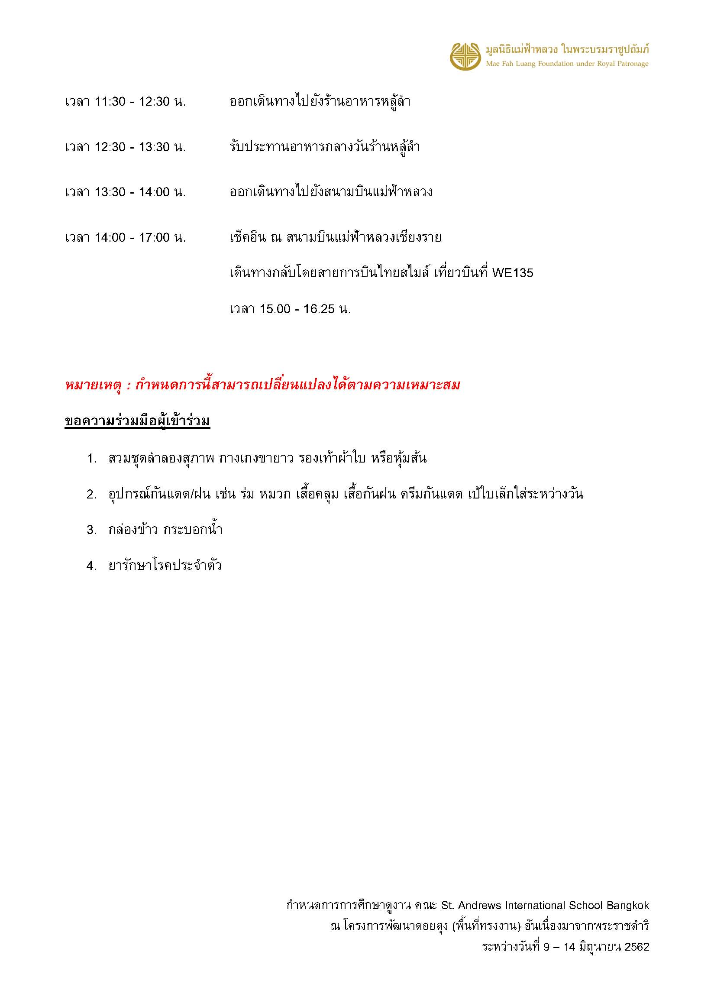 มูลนิธิแม่ฟ้าหลวง ในพระบรมราชูปถัมภ์
Mae Fah Luang Foundation under Royal Patronage
เวลา 11:30 - 12:30 น. ออกเดินทางไปยังร้านอาหารหลู้ลำ
เวลา 12:30 - 13:30 น. รับประทานอาหารกลางวันร้านหลู้ลำ
เวลา 13:30 - 14:00 น. ออกเดินทางไปยังสนามบินแม่ฟ้าหลวง
เวลา 14:00 - 17:00 น. เช็คอิน ณ สนามบินแม่ฟ้าหลวงเชียงราย
เดินทางกลับโดยสายการบินไทยสไมล์ เที่ยวบินที่ WE135
เวลา 15.00 - 16.25 น.
หมายเหตุ : กำหนดการนี้สามารถเปลี่ยนแปลงได้ตามความเหมาะสม
ขอความร่วมมือผู้เข้าร่วม
1. สวมชุดลำลองสุภาพ กางเกงขายาว รองเท้าผ้าใบ หรือหุ้มส้น
2. อุปกรณ์กันแดด/ฝน เช่น ร่ม หมวก เสื้อคลุม เสื้อกันฝน ครีมกันแดด เป้ใบเล็กใส่ระหว่างวัน
3. กล่องข้าว กระบอกน้ำ
4. ยารักษาโรคประจำตัว
กำหนดการการศึกษาดูงาน คณะ St. Andrews International School Bangkok
ณ โครงการพัฒนาดอยตุง (พื้นที่ทรงงาน) อันเนื่องมาจากพระราชดำริ
ระหว่างวันที่ 9 – 14 มิถุนายน 2562